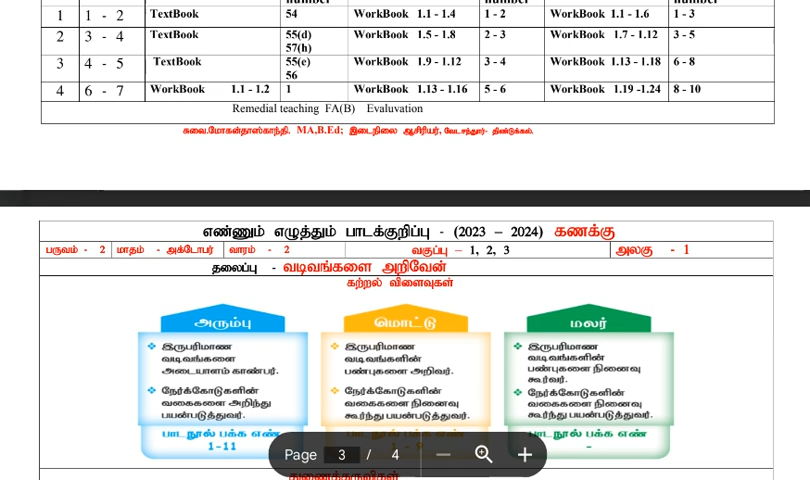 1 1 - 2 TextBook 54 WorkBook 1.1 - 1.4 1 - 2 WorkBook 1.1 - 1.6 1 - 3
2 3 - 4 TextBook 55(d) WorkBook 1.5 - 1.8 2 - 3 WorkBook 1.7 - 1.12 3 - 5
57(h)
3 4 - 5 TextBook 55(e) WorkBook 1.9 - 1.12 3 - 4 WorkBook 1.13 - 1.18 6 - 8
56
4 6 - 7 WorkBook 1.1 - 1.2 1 WorkBook 1.13 - 1.16 5 - 6 WorkBook 1.19 -1.24 8 - 10
Remedial teaching FA(B) Evaluvation
சுவை.மோகன்தாஸ்காந்தி, MA,B.Ed; இடைநிலை ஆசிரியர், வேடசந்தூர்- திண்டுக்கல்.
எண்ணும் எழுத்தும் பாடக்குறிப்பு - (2023 – 2024) கணக்கு
பருவம் - 2 மாதம் - அக்டோபர் வாரம் - 2 வகுப்பு – 1, 2, 3 அலகு - 1
தலைப்பு - வடிவங்களை அறிவேன்
கற்றல் விளைவுகள்
அரும்பு
❖ இருபரிமாண
வடிவங்களை
அடையாளம் காண்பர்.
❖ நேர்க்கோடுகளின்
வகைகளை அறிந்து
பயன்படுத்துவர்.
பாடநூல் பக்க எண்
1-11
மொட்டு
❖ இருபரிமாண
வடிவங்களின்
பண்புகளை அறிவர்.
❖ நேர்க்கோடுகளின்
வகைகளை நினைவு
கூர்ந்து பயன்படுத்துவர்.
மலர்
❖ இருபரிமாண
வடிவங்களின்
பண்புகளை நினைவு
கூர்வர்.
❖ நேர்க்கோடுகளின்
வகைகளை நினைவு
கூர்ந்து பயன்படுத்துவர்.
பாடநூல் பக்க எண்
-
Page 3 / 4
துணைக்கருவிகள்